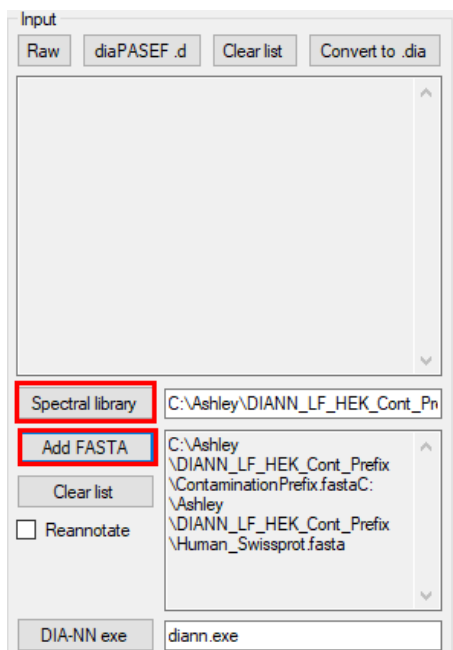 Input
Raw diaPASEF .d Clear list Convert to .dia
Spectral library C:\Ashley\DIANN_LF_HEK_Cont_Pr
Add FASTA C:\Ashley
\DIANN_LF_HEK_Cont_Prefix
\ContaminationPrefix.fastaC:
Clear list \Ashley
Reannotate \DIANN_LF_HEK_Cont_Prefix
\Human_Swissprot.fasta
DIA-NN exe diann.exe